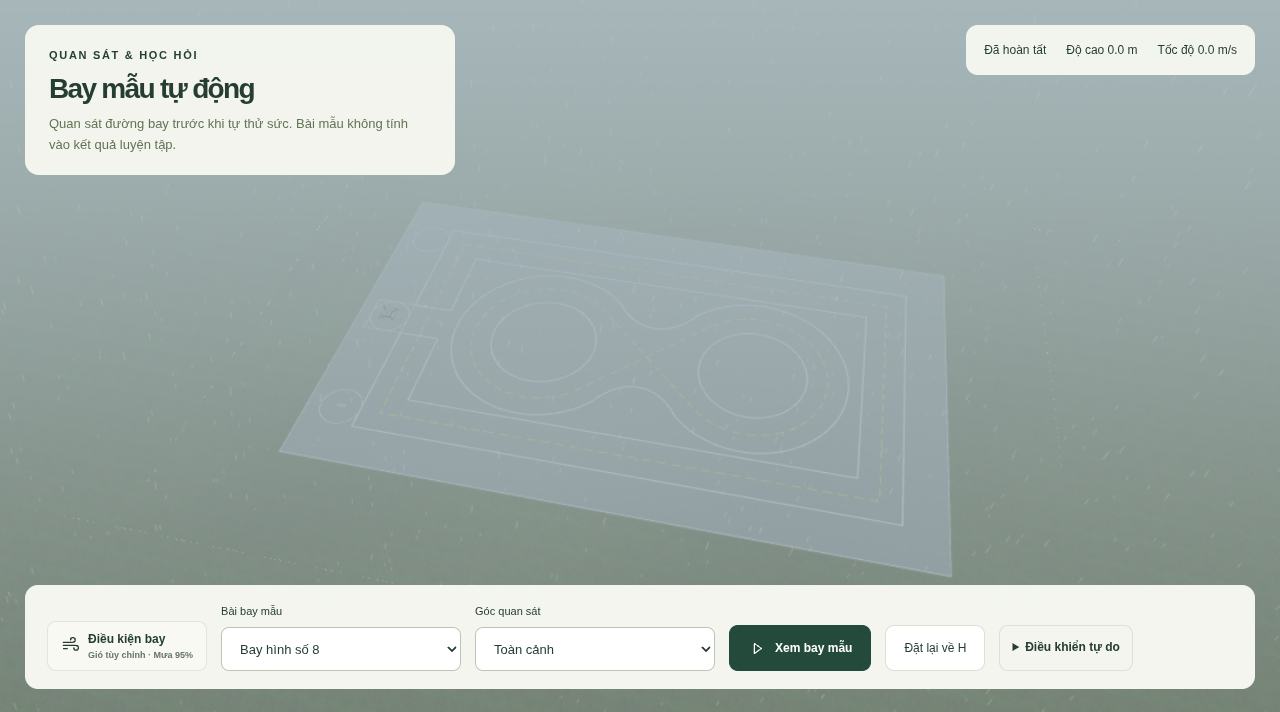 QUAN SÁT & HỌC HỎI
Bay mẫu tự động
Quan sát đường bay trước khi tự thử sức. Bài mẫu không tính
vào kết quả luyện tập.
Đã hoàn tất Độ cao 0.0 m Tốc độ 0.0 m/s
Điều kiện bay
Gió tùy chỉnh · Mưa 95%
Bài bay mẫu
Bay hình số 8
Góc quan sát
Toàn cảnh
Xem bay mẫu
Đặt lại về H
Điều khiển tự do